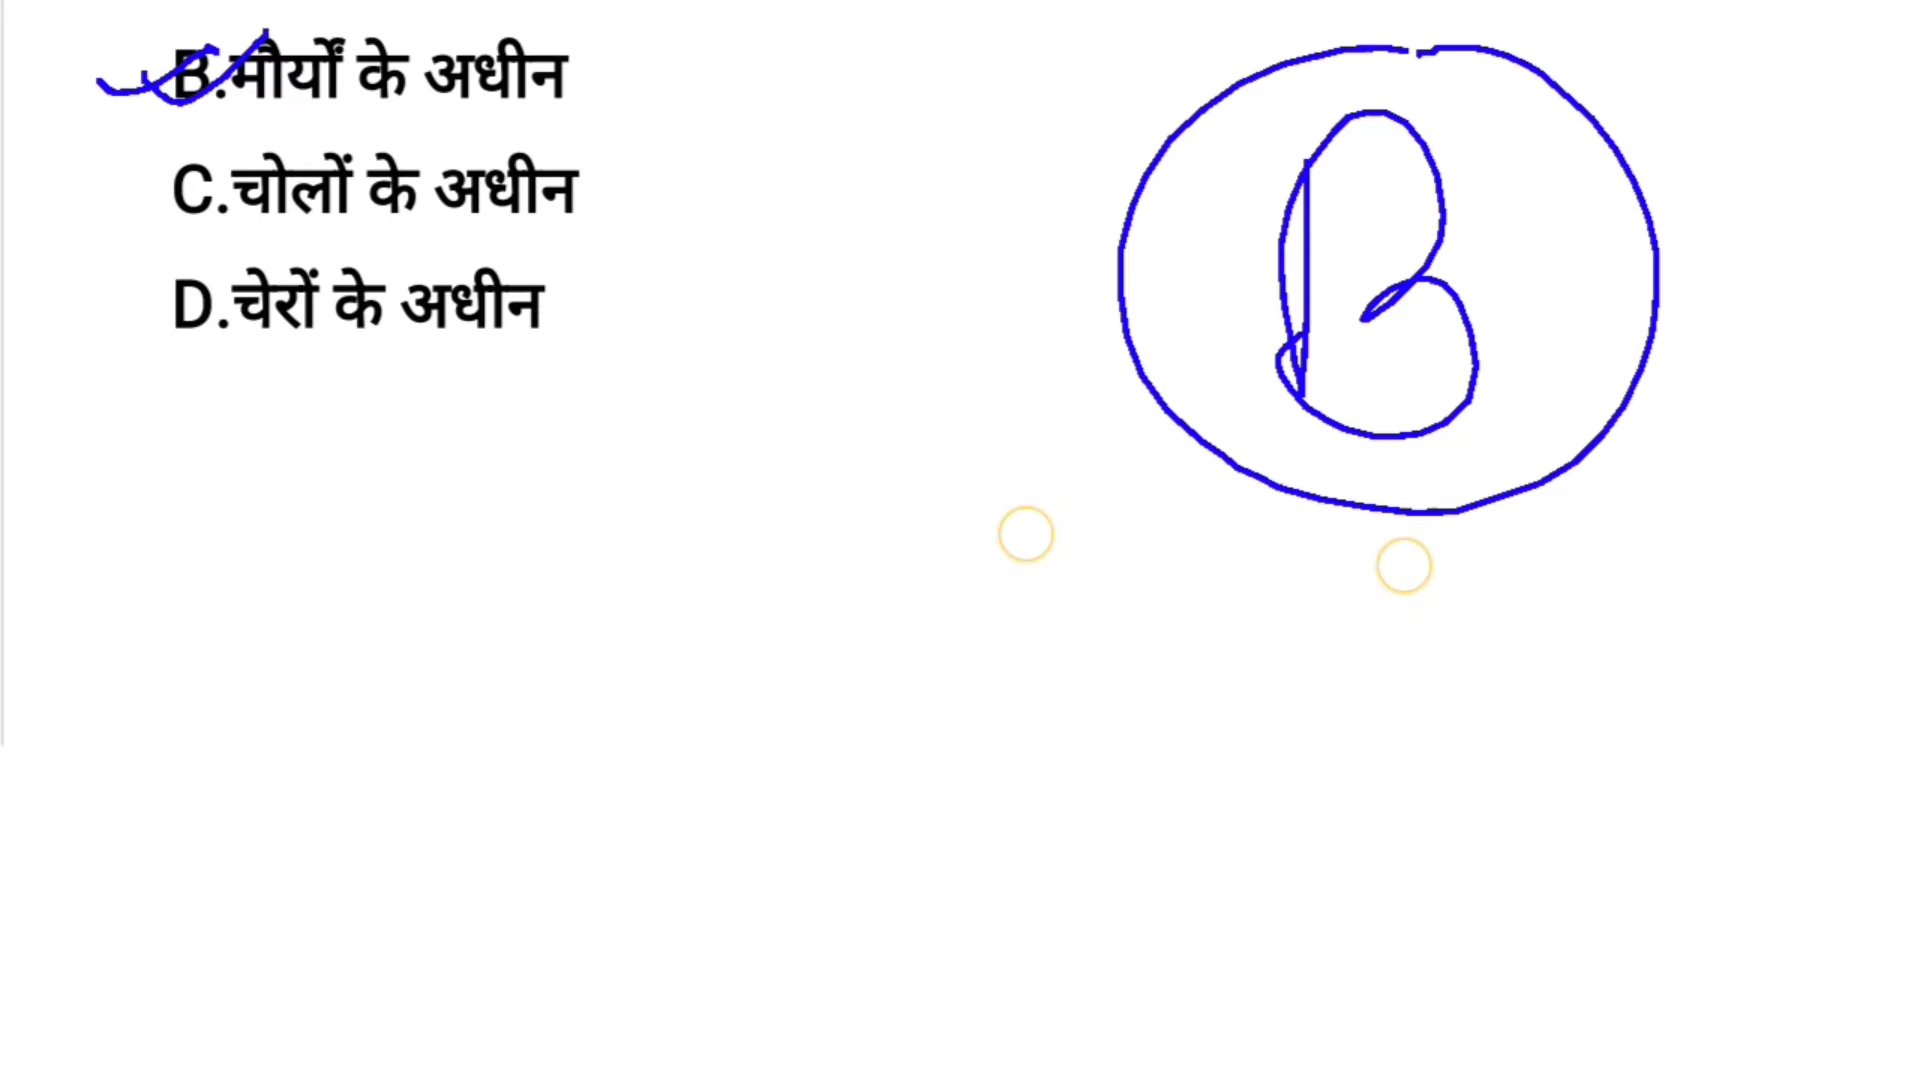 B.मौर्यों के अधीन
C.चोलों के अधीन
D.चेरों के अधीन
B